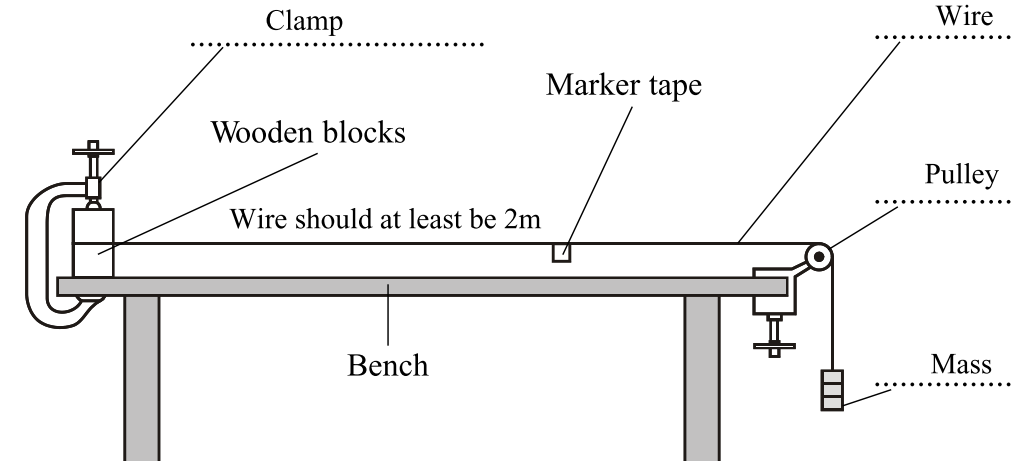 Clamp
Wire
Marker tape
Wooden blocks
Pulley
Wire should at least be 2m
Bench
Mass